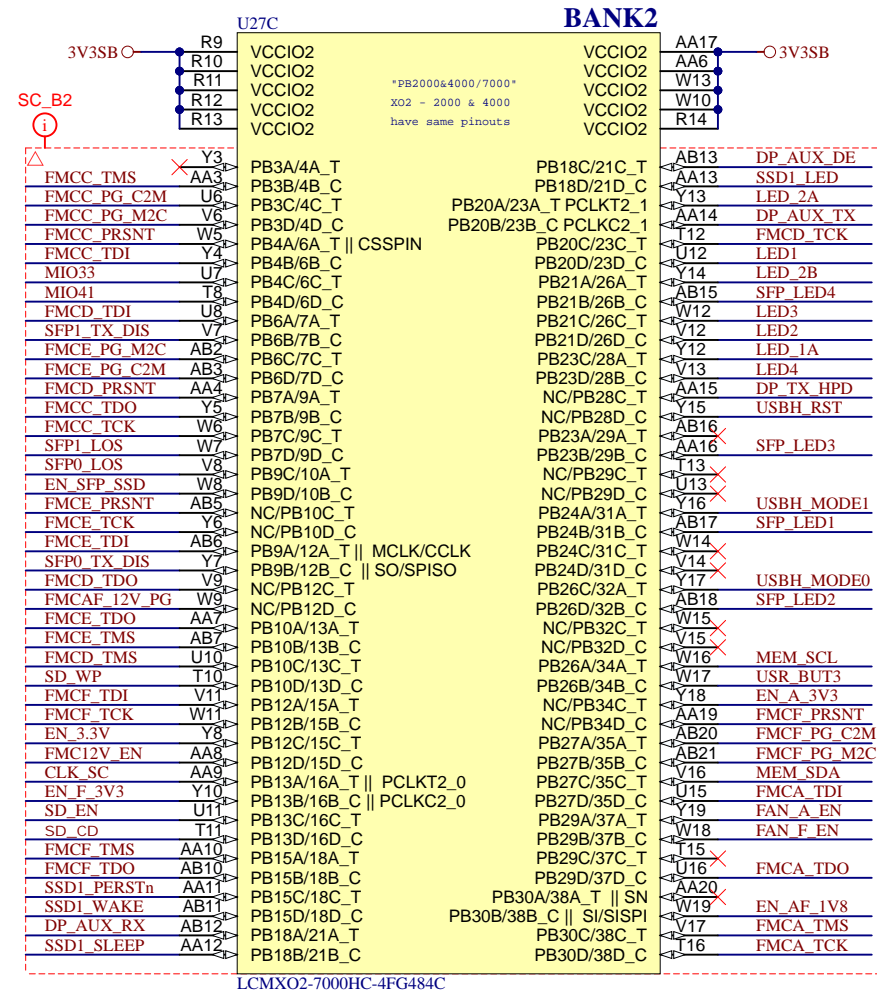 U27C BANK2
3V3SB R9 VCCIO2 VCCIO2 AA17 3V3SB
R10 VCCIO2 VCCIO2 AA6
R11 VCCIO2 "PB2000&4000/7000" VCCIO2 W13
R12 VCCIO2 XO2 - 2000 & 4000 VCCIO2 W10
R13 VCCIO2 have same pinouts VCCIO2 R14
SC_B2
i
Y3 PB3A/4A_T PB18C/21C_T AB13 DP_AUX_DE
FMCC_TMS AA3 PB3B/4B_C PB18D/21D_C AA13 SSD1_LED
FMCC_PG_C2M U6 PB3C/4C_T PB20A/23A_T PCLKT2_1 Y13 LED_2A
FMCC_PG_M2C V6 PB3D/4D_C PB20B/23B_C PCLKC2_1 AA14 DP_AUX_TX
FMCC_PRSNT W5 PB4A/6A_T || CSSPIN PB20C/23C_T T12 FMCD_TCK
FMCC_TDI Y4 PB4B/6B_C PB20D/23D_C U12 LED1
MIO33 U7 PB4C/6C_T PB21A/26A_T Y14 LED_2B
MIO41 T8 PB4D/6D_C PB21B/26B_C AB15 SFP_LED4
FMCD_TDI U8 PB6A/7A_T PB21C/26C_T W12 LED3
SFP1_TX_DIS V7 PB6B/7B_C PB21D/26D_C V12 LED2
FMCE_PG_M2C AB2 PB6C/7C_T PB23C/28A_T Y12 LED_1A
FMCE_PG_C2M AB3 PB6D/7D_C PB23D/28B_C V13 LED4
FMCD_PRSNT AA4 PB7A/9A_T NC/PB28C_T AA15 DP_TX_HPD
FMCC_TDO Y5 PB7B/9B_C NC/PB28D_C Y15 USBH_RST
FMCC_TCK W6 PB7C/9C_T PB23A/29A_T AB16
SFP1_LOS W7 PB7D/9D_C PB23B/29B_C AA16 SFP_LED3
SFP0_LOS V8 PB9C/10A_T NC/PB29C_T T13
EN_SFP_SSD W8 PB9D/10B_C NC/PB29D_C U13
FMCE_PRSNT AB5 NC/PB10C_T PB24A/31A_T Y16 USBH_MODE1
FMCE_TCK Y6 NC/PB10D_C PB24B/31B_C AB17 SFP_LED1
FMCE_TDI AB6 PB9A/12A_T || MCLK/CCLK PB24C/31C_T W14
SFP0_TX_DIS Y7 PB9B/12B_C || SO/SPISO PB24D/31D_C V14
FMCD_TDO V9 NC/PB12C_T PB26C/32A_T Y17 USBH_MODE0
FMCAF_12V_PG W9 NC/PB12D_C PB26D/32B_C AB18 SFP_LED2
FMCE_TDO AA7 PB10A/13A_T NC/PB32C_T W15
FMCE_TMS AB7 PB10B/13B_C NC/PB32D_C V15
FMCD_TMS U10 PB10C/13C_T PB26A/34A_T W16 MEM_SCL
SD_WP T10 PB10D/13D_C PB26B/34B_C W17 USR_BUT3
FMCF_TDI V11 PB12A/15A_T NC/PB34C_T Y18 EN_A_3V3
FMCF_TCK W11 PB12B/15B_C NC/PB34D_C AA19 FMCF_PRSNT
EN_3.3V Y8 PB12C/15C_T PB27A/35A_T AB20 FMCF_PG_C2M
FMC12V_EN AA8 PB12D/15D_C PB27B/35B_C AB21 FMCF_PG_M2C
CLK_SC AA9 PB13A/16A_T || PCLKT2_0 PB27C/35C_T V16 MEM_SDA
EN_F_3V3 Y10 PB13B/16B_C || PCLKC2_0 PB27D/35D_C U15 FMCA_TDI
SD_EN U11 PB13C/16C_T PB29A/37A_T Y19 FAN_A_EN
SD_CD T11 PB13D/16D_C PB29B/37B_C W18 FAN_F_EN
FMCF_TMS AA10 PB15A/18A_T PB29C/37C_T T15
FMCF_TDO AB10 PB15B/18B_C PB29D/37D_C U16 FMCA_TDO
SSD1_PERSTn AA11 PB15C/18C_T PB30A/38A_T || SN AA20
SSD1_WAKE AB11 PB15D/18D_C PB30B/38B_C || SI/SISPI W19 EN_AF_1V8
DP_AUX_RX AB12 PB18A/21A_T PB30C/38C_T V17 FMCA_TMS
SSD1_SLEEP AA12 PB18B/21B_C PB30D/38D_C T16 FMCA_TCK
LCMXO2-7000HC-4FG484C